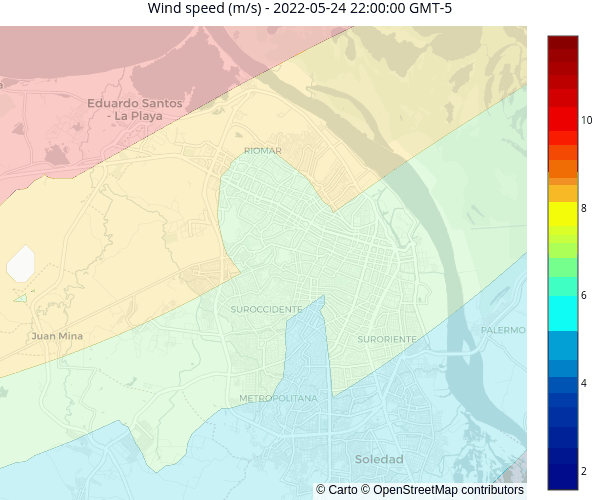 Wind speed (m/s) - 2022-05-24 22:00:00 GMT-5
Eduardo Santos
- La Playa
RIOMAR
SUROCCIDENTE
Juan Mina
SURORIENTE
PALERMO
METROPOLITANA
Soledad
© Carto © OpenStreetMap contributors
10
8
6
4
2